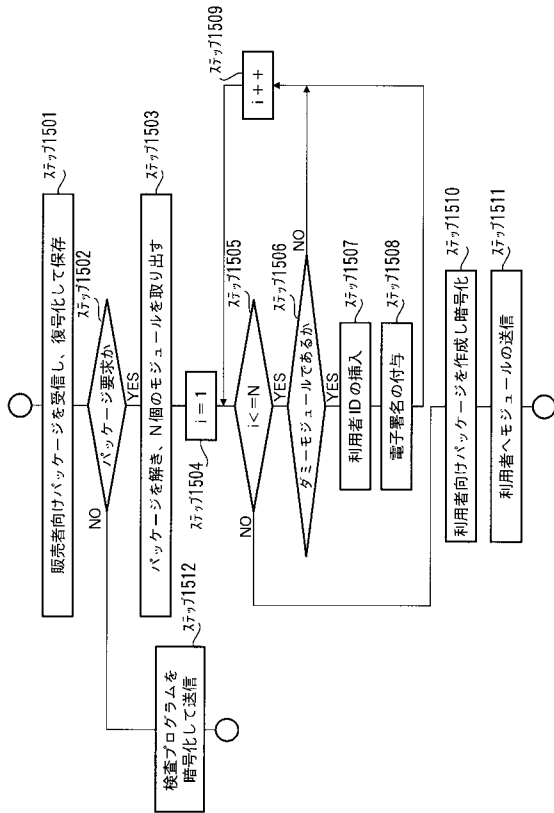 ステップ1501
販売者向けパッケージを受信し、復号化して保存
ステップ1502
パッケージ要求か
NO
YES
ステップ1503
パッケージを解き、N個のモジュールを取り出す
i = 1
ステップ1504
ステップ1505
i<=N
NO
YES
ステップ1506
ダミーモジュールであるか
NO
YES
ステップ1507
利用者IDの挿入
ステップ1508
電子署名の付与
ステップ1509
i++
ステップ1510
利用者向けパッケージを作成し暗号化
ステップ1511
利用者へモジュールの送信
ステップ1512
検査プログラムを
暗号化して送信